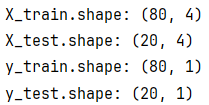 X_train.shape: (80, 4)
X_test.shape: (20, 4)
y_train.shape: (80, 1)
y_test.shape: (20, 1)